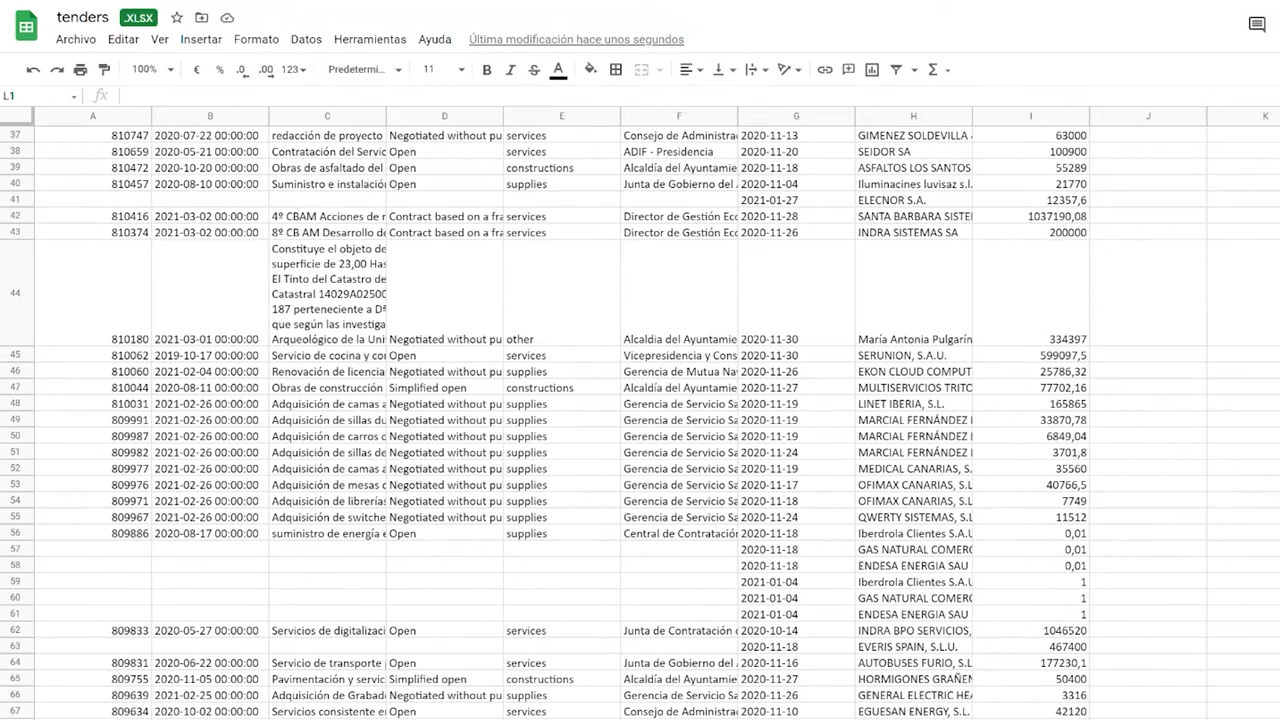 tenders .XLSX
Archivo Editar Ver Insertar Formato Datos Herramientas Ayuda Última modificación hace unos segundos
100% € % .0 .00 123 Predetermi... 11 B I S A Σ
L1 fx
A B C D E F G H I J K
37 810747 2020-07-22 00:00:00 redacción de proyecto Negotiated without pu services Consejo de Administra 2020-11-13 GIMENEZ SOLDEVILLA 63000
38 810659 2020-05-21 00:00:00 Contratación del Servic Open services ADIF - Presidencia 2020-11-20 SEIDOR SA 100900
39 810472 2020-10-20 00:00:00 Obras de asfaltado del Open constructions Alcaldía del Ayuntamie 2020-11-18 ASFALTOS LOS SANTOS 55289
40 810457 2020-08-10 00:00:00 Suministro e instalación Open supplies Junta de Gobierno del 2020-11-04 Iluminacines luvisaz s.l. 21770
41 2021-01-27 ELECNOR S.A. 12357,6
42 810416 2021-03-02 00:00:00 4º CBAM Acciones de r Contract based on a fra services Director de Gestión Eco 2020-11-28 SANTA BARBARA SISTE 1037190,08
43 810374 2021-03-02 00:00:00 8º CB AM Desarrollo de Contract based on a fra services Director de Gestión Eco 2020-11-26 INDRA SISTEMAS SA 200000
Constituye el objeto de
superficie de 23,00 Has
El Tinto del Catastro de
Catastral 14029A02500
187 perteneciente a Dª
que según las investiga
44 810180 2021-03-01 00:00:00 Arqueológico de la Uni Negotiated without pu other Alcaldia del Ayuntamie 2020-11-30 María Antonia Pulgarín 334397
45 810062 2019-10-17 00:00:00 Servicio de cocina y co Open services Vicepresidencia y Cons 2020-11-30 SERUNION, S.A.U. 599097,5
46 810060 2021-02-04 00:00:00 Renovación de licencia Negotiated without pu supplies Gerencia de Mutua Na 2020-11-26 EKON CLOUD COMPUT 25786,32
47 810044 2020-08-11 00:00:00 Obras de construcción Simplified open constructions Alcaldía del Ayuntamie 2020-11-27 MULTISERVICIOS TRITO 77702,16
48 810031 2021-02-26 00:00:00 Adquisición de camas a Negotiated without pu supplies Gerencia de Servicio Sa 2020-11-19 LINET IBERIA, S.L. 165865
49 809991 2021-02-26 00:00:00 Adquisición de sillas du Negotiated without pu supplies Gerencia de Servicio Sa 2020-11-19 MARCIAL FERNÁNDEZ 33870,78
50 809987 2021-02-26 00:00:00 Adquisición de carros c Negotiated without pu supplies Gerencia de Servicio Sa 2020-11-19 MARCIAL FERNÁNDEZ 6849,04
51 809982 2021-02-26 00:00:00 Adquisición de sillas de Negotiated without pu supplies Gerencia de Servicio Sa 2020-11-24 MARCIAL FERNÁNDEZ 3701,8
52 809977 2021-02-26 00:00:00 Adquisición de camas a Negotiated without pu supplies Gerencia de Servicio Sa 2020-11-19 MEDICAL CANARIAS, S. 35560
53 809976 2021-02-26 00:00:00 Adquisición de mesas c Negotiated without pu supplies Gerencia de Servicio Sa 2020-11-17 OFIMAX CANARIAS, S.L 40766,5
54 809971 2021-02-26 00:00:00 Adquisición de librerías Negotiated without pu supplies Gerencia de Servicio Sa 2020-11-18 OFIMAX CANARIAS, S.L 7749
55 809967 2021-02-26 00:00:00 Adquisición de switche Negotiated without pu supplies Gerencia de Servicio Sa 2020-11-24 QWERTY SISTEMAS, S.L 11512
56 809886 2020-08-17 00:00:00 suministro de energía e Open supplies Central de Contratación 2020-11-18 Iberdrola Clientes S.A.U 0,01
57 2020-11-18 GAS NATURAL COMERC 0,01
58 2020-11-18 ENDESA ENERGIA SAU 0,01
59 2021-01-04 Iberdrola Clientes S.A.U 1
60 2021-01-04 GAS NATURAL COMERC 1
61 2021-01-04 ENDESA ENERGIA SAU 1
62 809833 2020-05-27 00:00:00 Servicios de digitalizaci Open services Junta de Contratación 2020-10-14 INDRA BPO SERVICIOS, 1046520
63 2020-11-18 EVERIS SPAIN, S.L.U. 467400
64 809831 2020-06-22 00:00:00 Servicio de transporte Open services Junta de Gobierno del 2020-11-16 AUTOBUSES FURIO, S.L 177230,1
65 809755 2020-11-05 00:00:00 Pavimentación y servic Simplified open constructions Alcaldía del Ayuntamie 2020-11-27 HORMIGONES GRAÑEN 50400
66 809639 2021-02-25 00:00:00 Adquisición de Grabad Negotiated without pu supplies Gerencia de Servicio Sa 2020-11-26 GENERAL ELECTRIC HEA 3316
67 809634 2020-10-02 00:00:00 Servicios consistente e Open services Consejo de Administra 2020-11-10 EGUESAN ENERGY, S.L. 42120